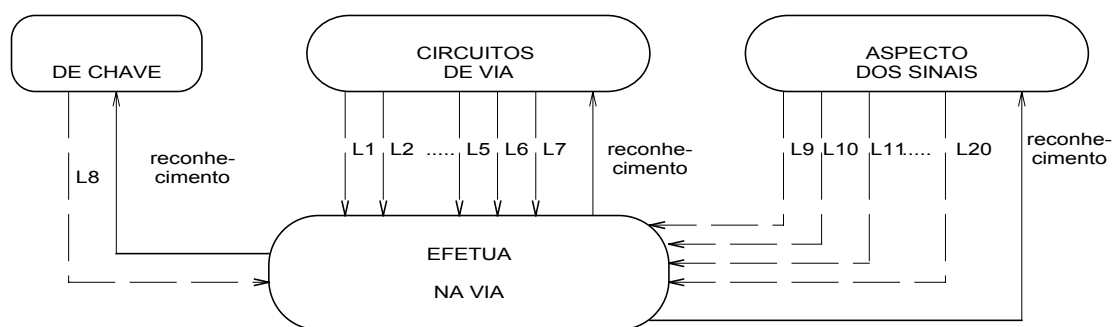 DE CHAVE
CIRCUITOS
DE VIA
ASPECTO
DOS SINAIS
L8
reconhe-
cimento
L1
L2
.....
L5
L6
L7
reconhe-
cimento
L9
L10
L11.....
L20
reconhe-
cimento
EFETUA
NA VIA